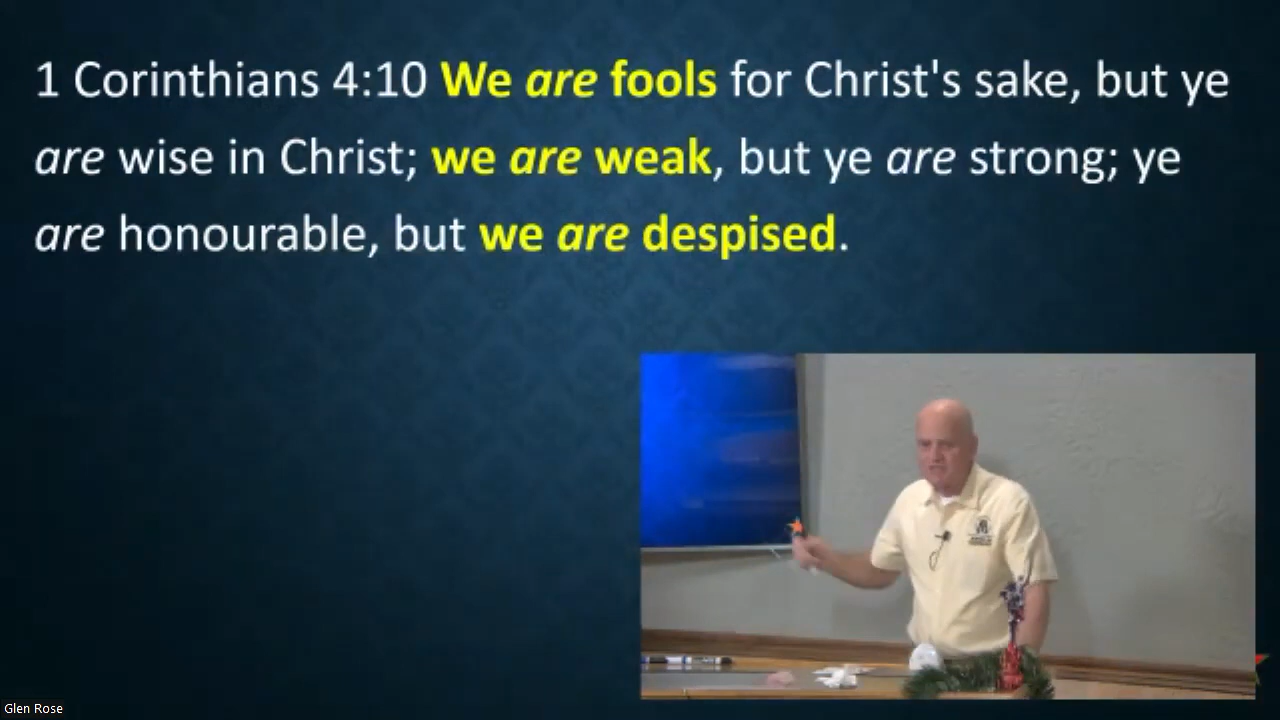 1 Corinthians 4:10 We are fools for Christ's sake, but ye
are wise in Christ; we are weak, but ye are strong; ye
are honourable, but we are despised.
Glen Rose